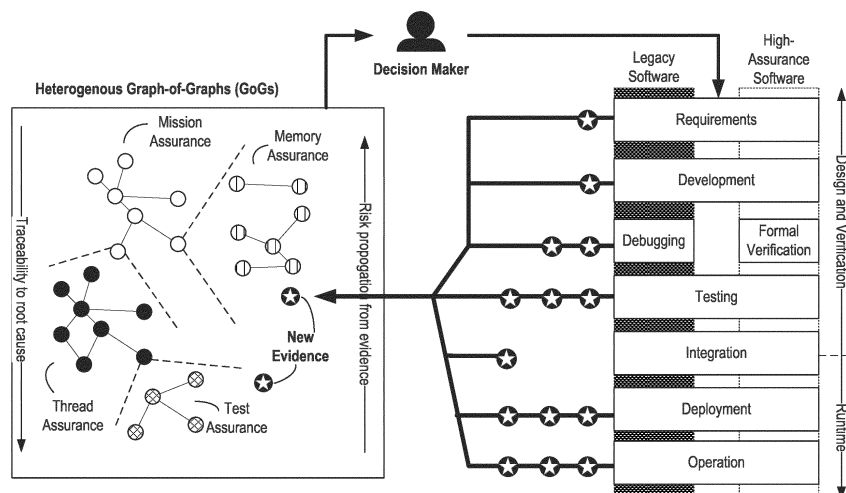 Decision Maker
Heterogenous Graph-of-Graphs (GoGs)
Mission
Assurance
Memory
Assurance
Traceability to root cause
Risk propogation from evidence
New
Evidence
Thread
Assurance
Test
Assurance
Legacy
Software
High-
Assurance
Software
Requirements
Development
Debugging
Formal
Verification
Testing
Integration
Deployment
Operation
Design and Verification
Runtime